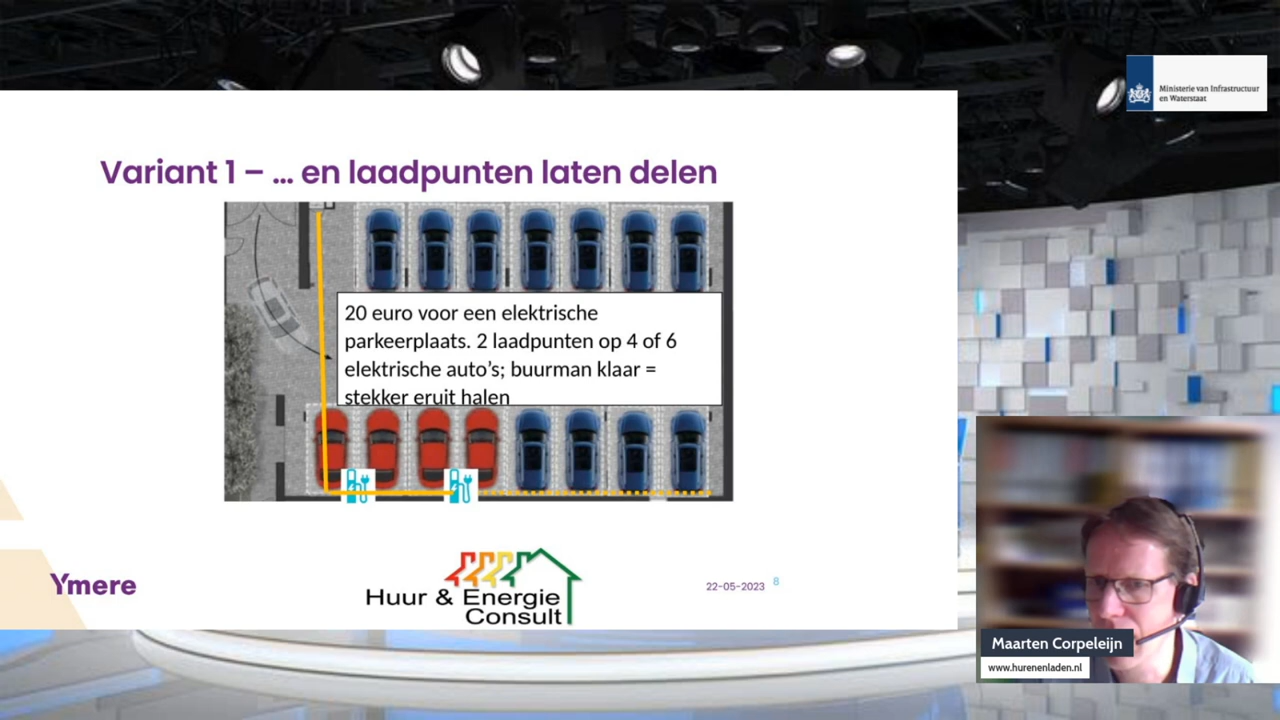 Ministerie van Infrastructuur
en Waterstaat
Variant 1 – ... en laadpunten laten delen
20 euro voor een elektrische
parkeerplaats. 2 laadpunten op 4 of 6
elektrische auto's; buurman klaar =
stekker eruit halen
Ymere
Huur & Energie
Consult
22-05-2023
8
Maarten Corpeleijn
www.hurenenladen.nl